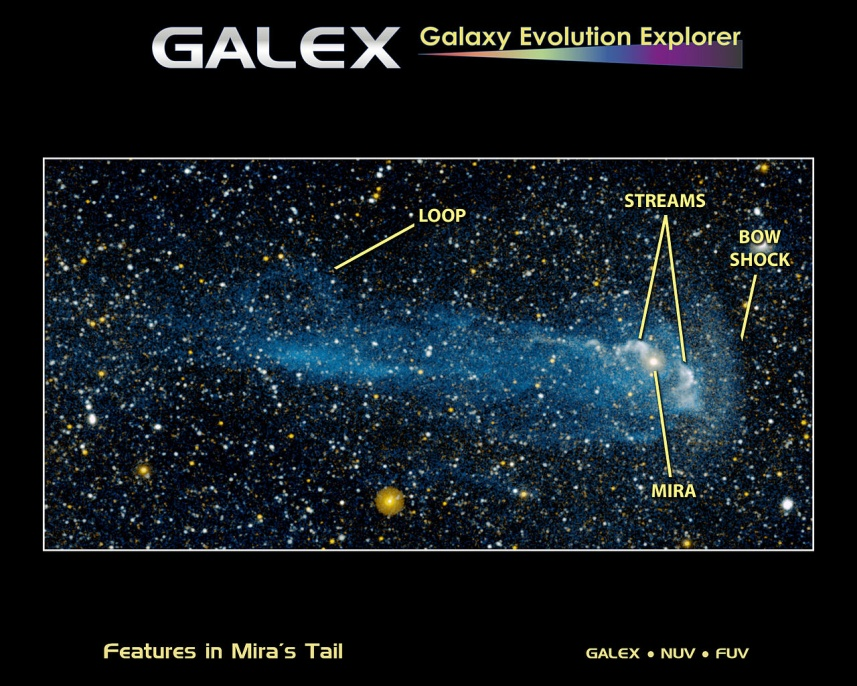 GALEX
Galaxy Evolution Explorer
STREAMS
LOOP
BOW
SHOCK
MIRA
Features in Mira´s Tail
GALEX • NUV • FUV